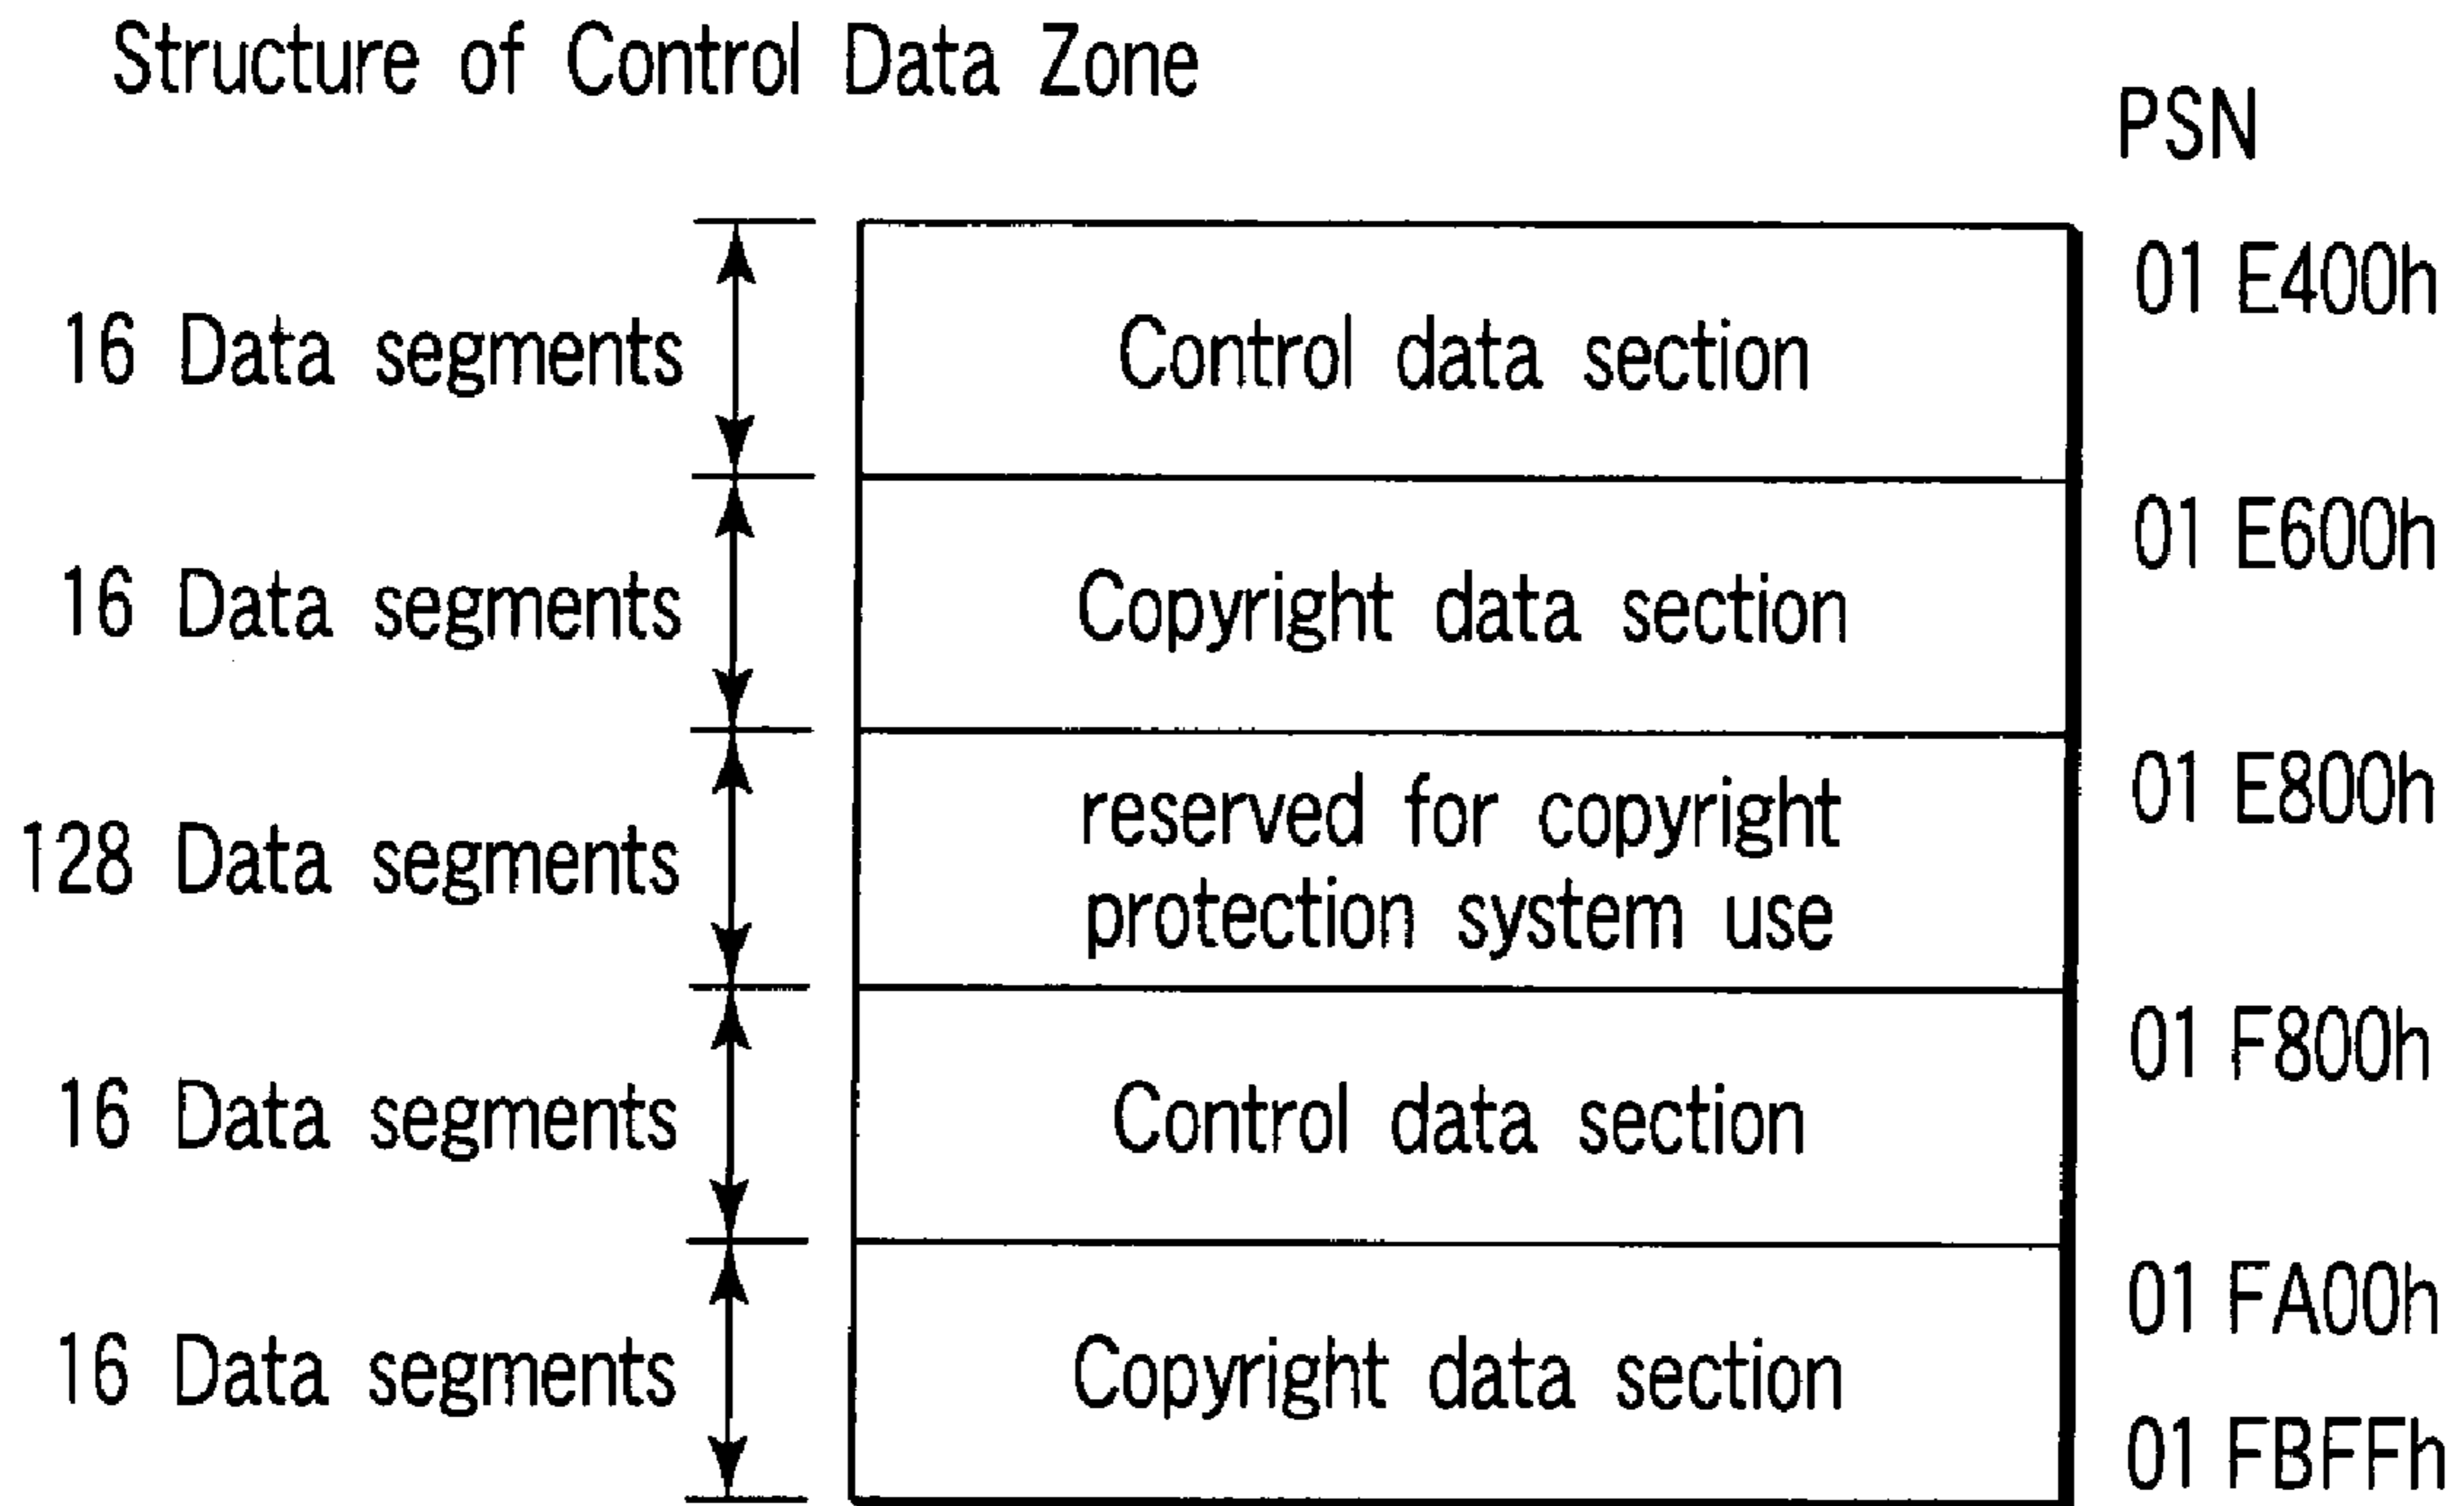 Structure of Control Data Zone
PSN
01 E400h
16 Data segments
Control data section
01 E600h
16 Data segments
Copyright data section
01 E800h
128 Data segments
reserved for copyright
protection system use
01 F800h
16 Data segments
Control data section
01 FA00h
16 Data segments
Copyright data section
01 FBFFh